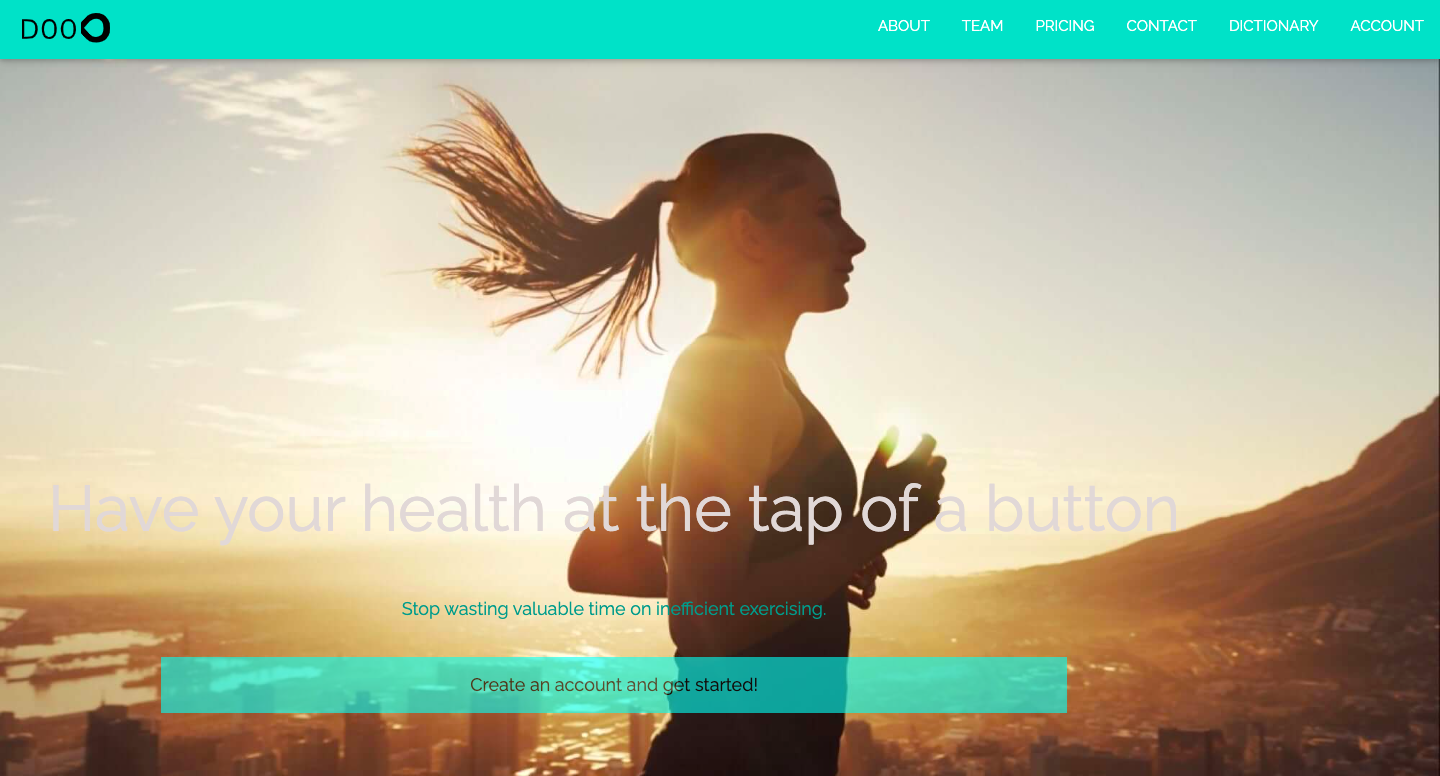 DOO
ABOUT TEAM PRICING CONTACT DICTIONARY ACCOUNT
Have your health at the tap of a button
Stop wasting valuable time on inefficient exercising.
Create an account and get started!